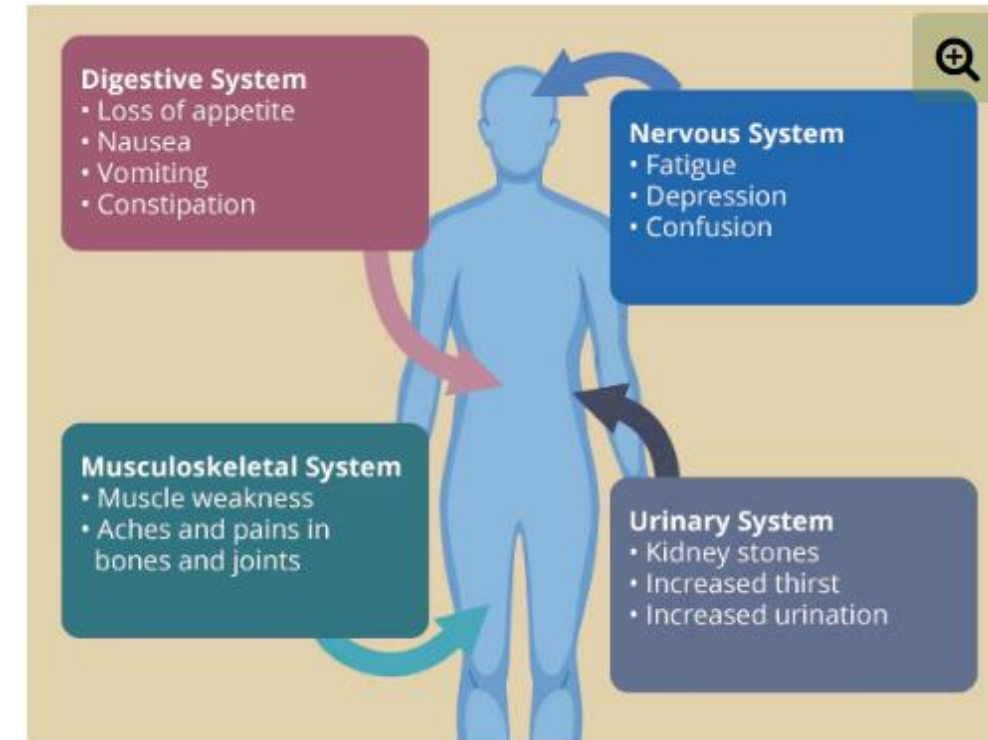 Digestive System
• Loss of appetite
• Nausea
• Vomiting
• Constipation
Nervous System
• Fatigue
• Depression
• Confusion
Musculoskeletal System
• Muscle weakness
• Aches and pains in
bones and joints
Urinary System
• Kidney stones
• Increased thirst
• Increased urination